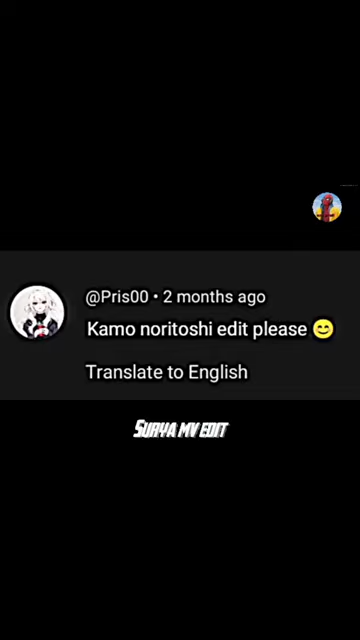 @Pris00 • 2 months ago
Kamo noritoshi edit please 😊
Translate to English
SURYA MV EDIT